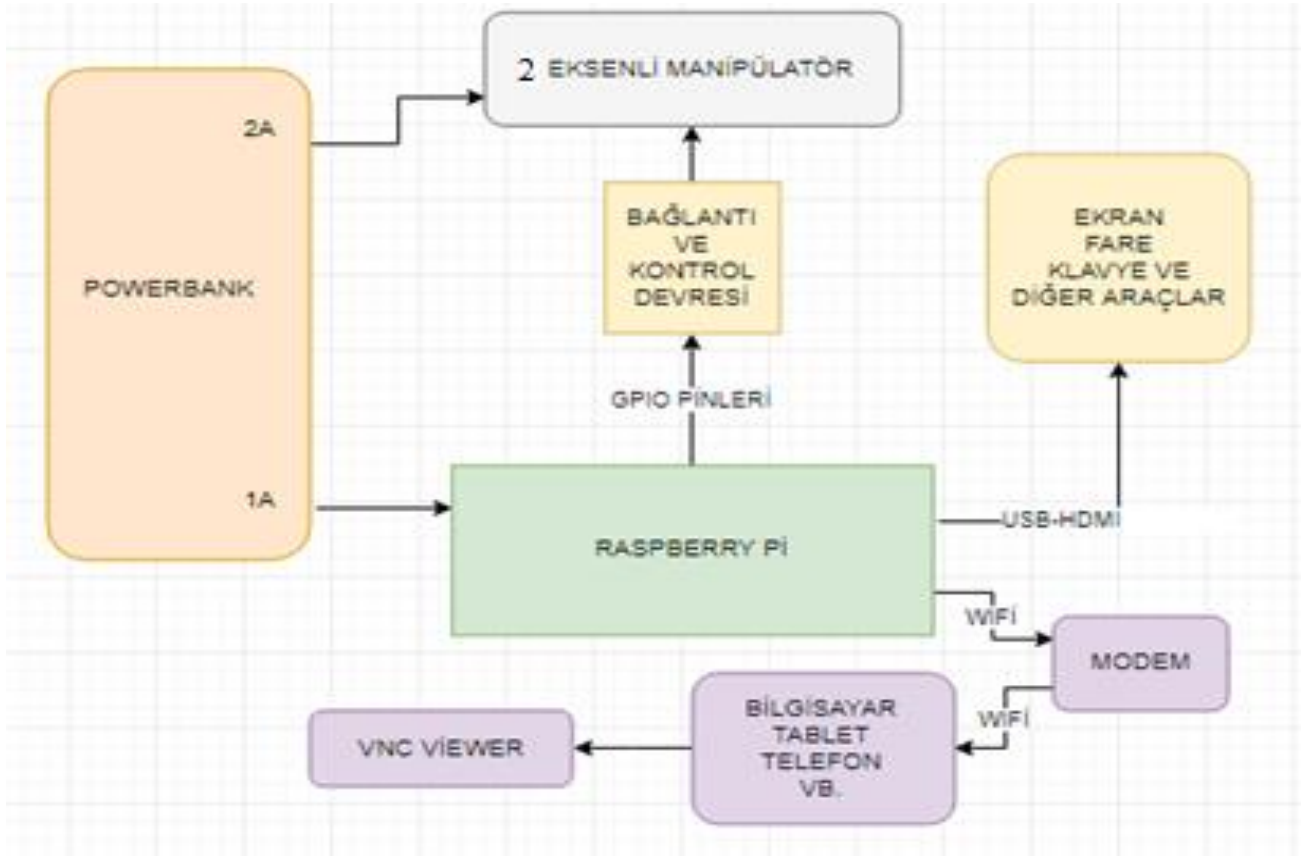 2 EKSENLİ MANİPÜLATÖR
2A
POWERBANK
1A
BAĞLANTI
VE
KONTROL
DEVRESİ
EKRAN
FARE
KLAVYE VE
DİĞER ARAÇLAR
GPIO PİNLERİ
RASPBERRY Pİ
USB-HDMI
WİFİ
MODEM
WİFİ
BİLGİSAYAR
TABLET
TELEFON
VB.
VNC VİEWER